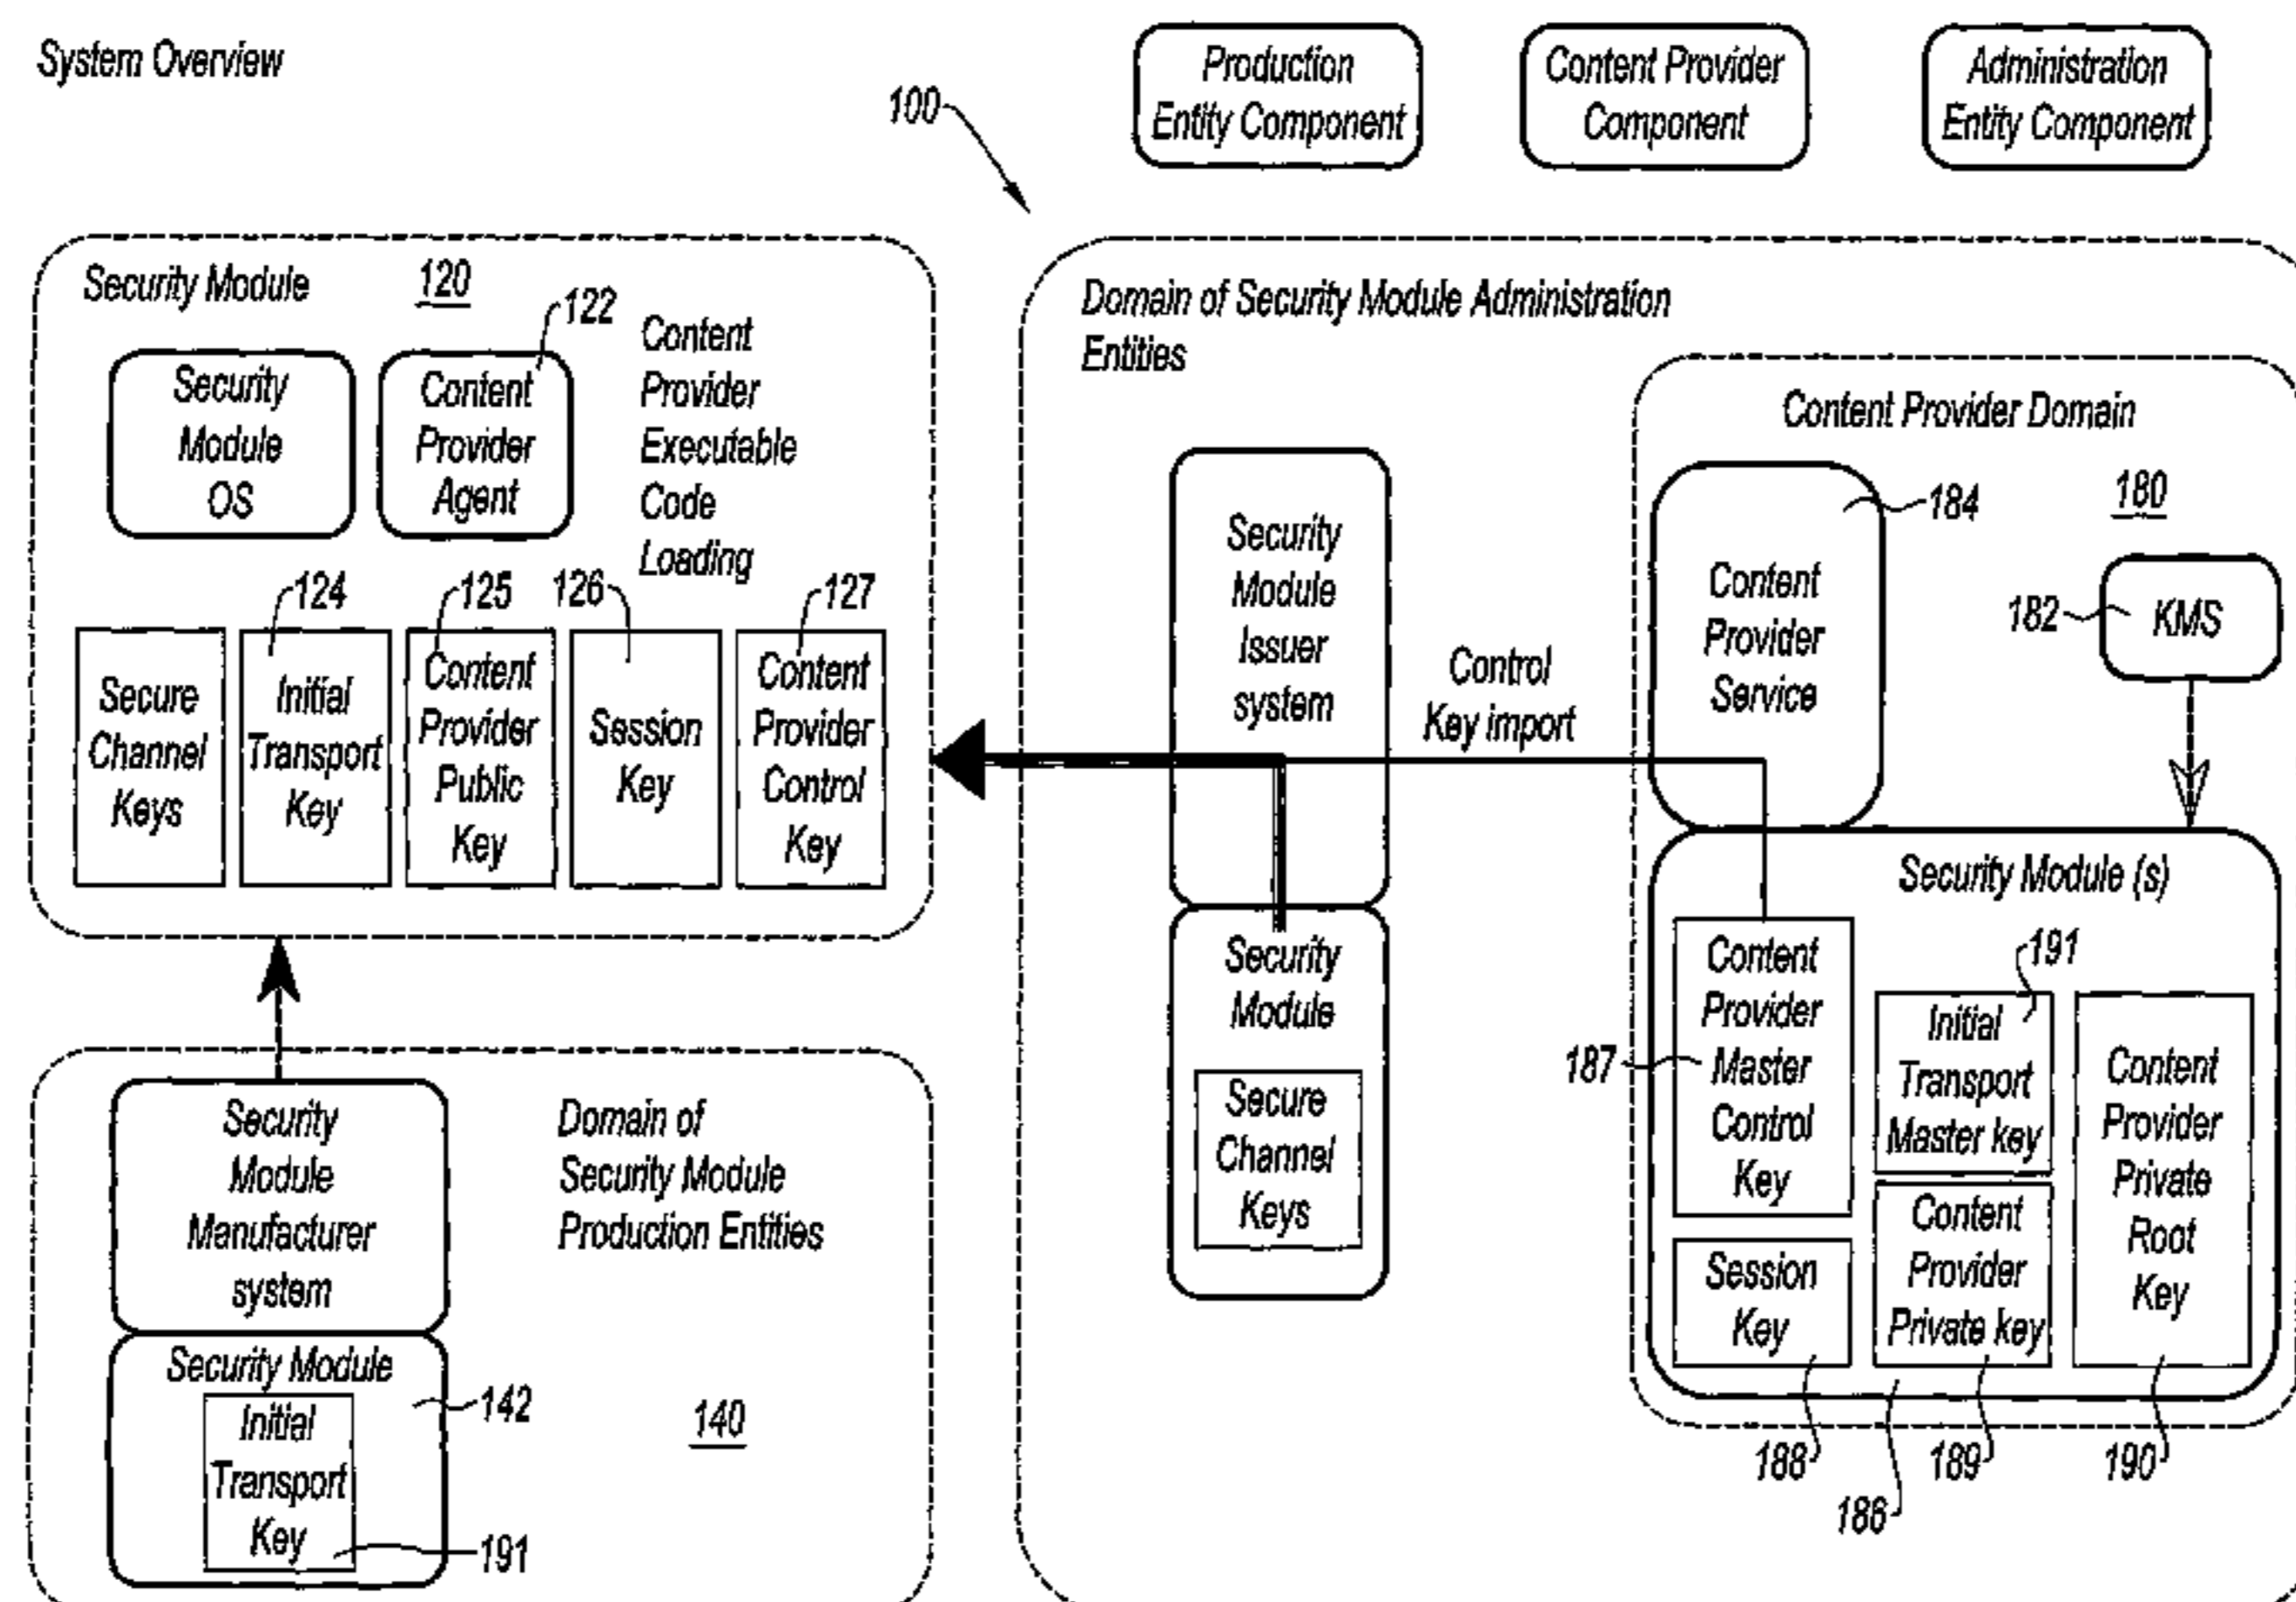 System Overview
100
Production
Entity Component
Content Provider
Component
Administration
Entity Component
Security Module
120
122
Security
Module
OS
Content
Provider
Agent
Content
Provider
Executable
Code
Loading
124
125
126
127
Secure
Channel
Keys
Initial
Transport
Key
Content
Provider
Public
Key
Session
Key
Content
Provider
Control
Key
Domain of Security Module Administration
Entities
Security
Module
Issuer
system
Control
Key import
Security
Module
Secure
Channel
Keys
Content Provider Domain
180
184
Content
Provider
Service
182
KMS
Security Module (s)
187
Content
Provider
Master
Control
Key
191
Initial
Transport
Master key
Content
Provider
Private
Root
Key
Session
Key
Content
Provider
Private key
188
186
189
190
Security
Module
Manufacturer
system
Domain of
Security Module
Production Entities
Security Module
142
Initial
Transport
Key
191
140